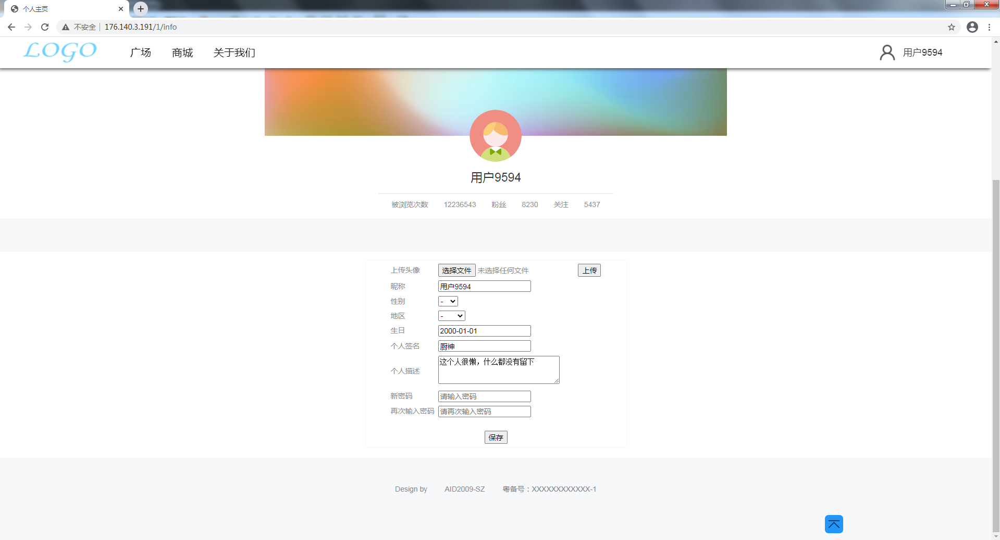 个人主页
不安全 176.140.3.191/1/info
LOGO 广场 商城 关于我们 用户9594
用户9594
被浏览次数 12236543 粉丝 8230 关注 5437
上传头像 选择文件 未选择任何文件 上传
昵称 用户9594
性别 -
地区 -
生日 2000-01-01
个人签名 厨神
个人描述 这个人很懒，什么都没有留下
新密码 请输入密码
再次输入密码 请再次输入密码
保存
Design by AID2009-SZ 粤备号：XXXXXXXXXXXX-1